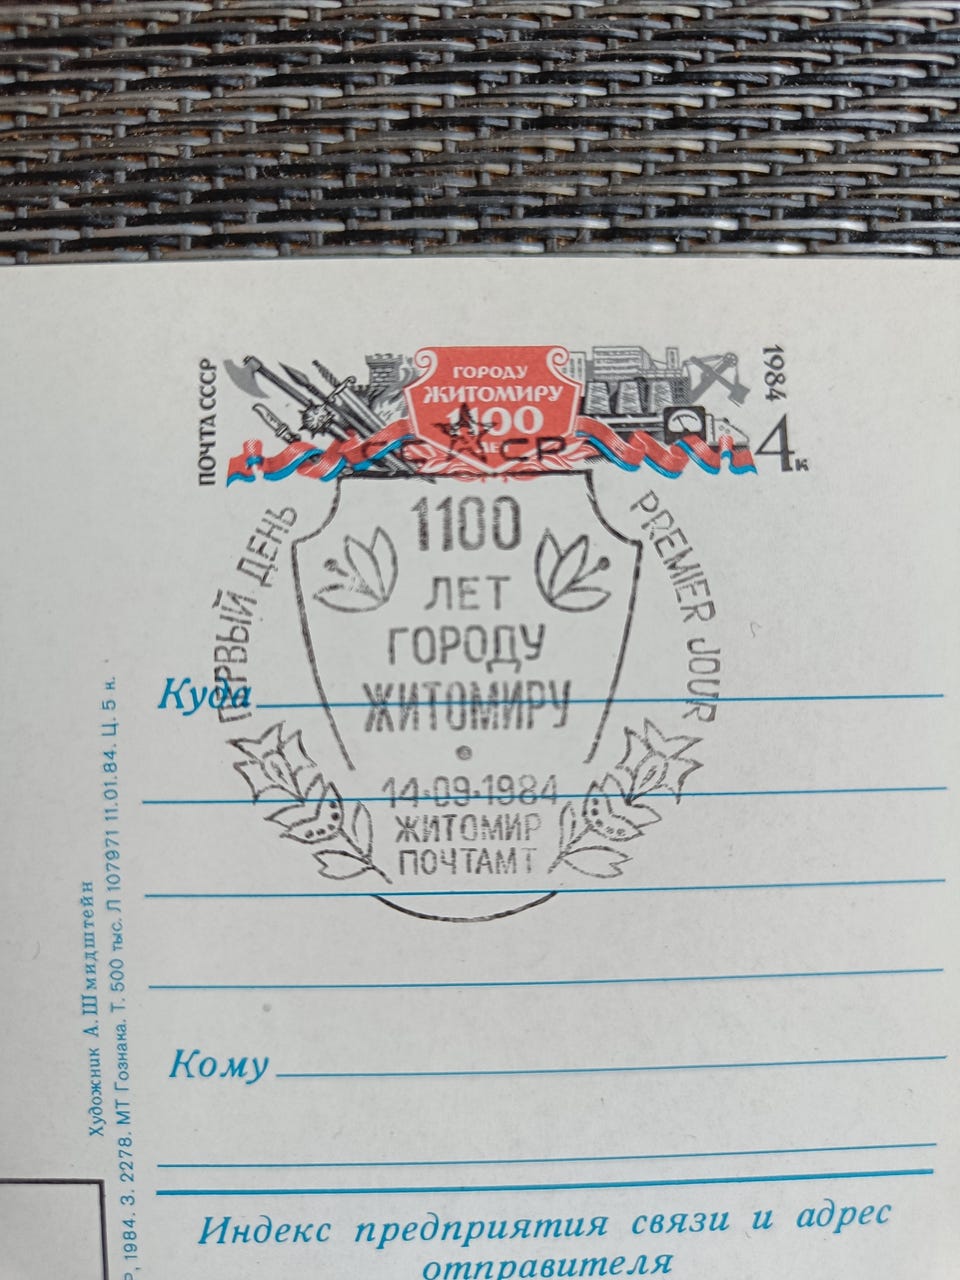 ПОЧТА СССР
ГОРОДУ
ЖИТОМИРУ
1100
ЛЕТ
1984
4к
СССР
ПЕРВЫЙ ДЕНЬ
PREMIER JOUR
1100
ЛЕТ
ГОРОДУ
ЖИТОМИРУ
14·09·1984
ЖИТОМИР
ПОЧТАМТ
Куда
Кому
Индекс предприятия связи и адрес
отправителя
Художник А. Шмидштейн
1984. З. 2278. МТ Гознака. Т. 500 тыс. Л 107971 11.01.84. Ц. 5 к.